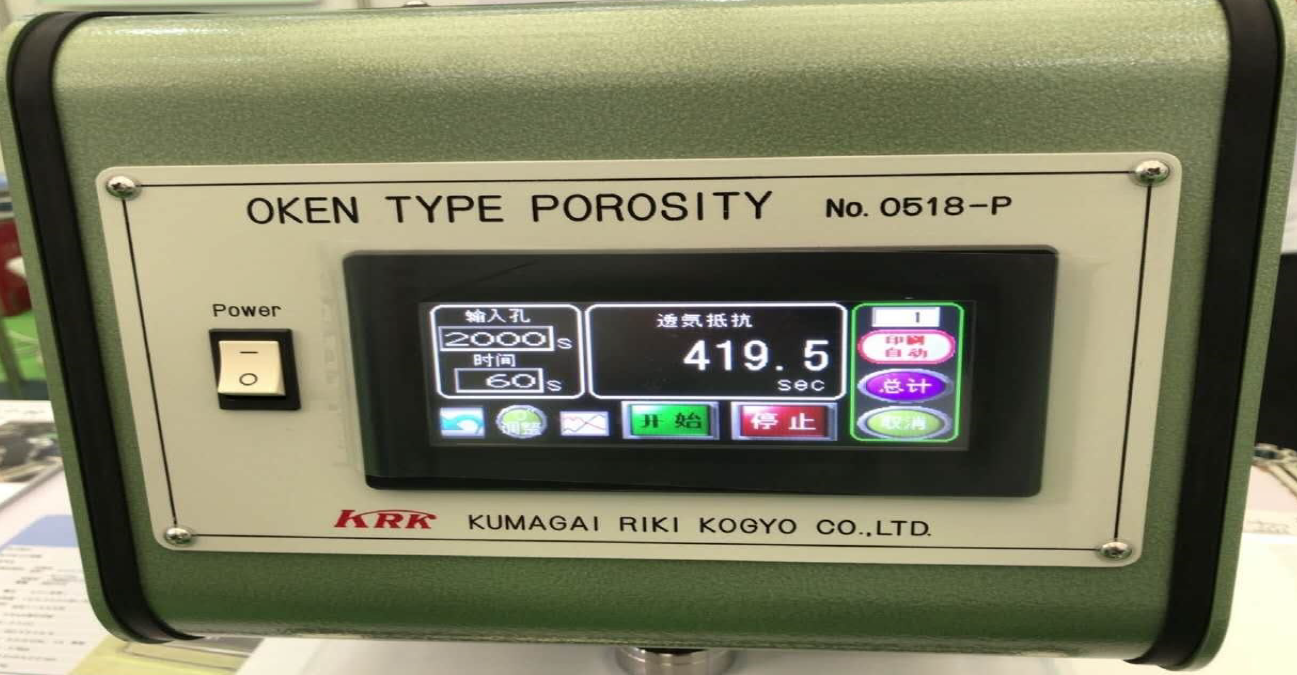 OKEN TYPE POROSITY No. 0518-P
Power
输入孔
2000 s
时间
60 s
透気抵抗
419.5
sec
1
印刷
自动
总计
取消
调整
开始
停止
KRK KUMAGAI RIKI KOGYO CO.,LTD.